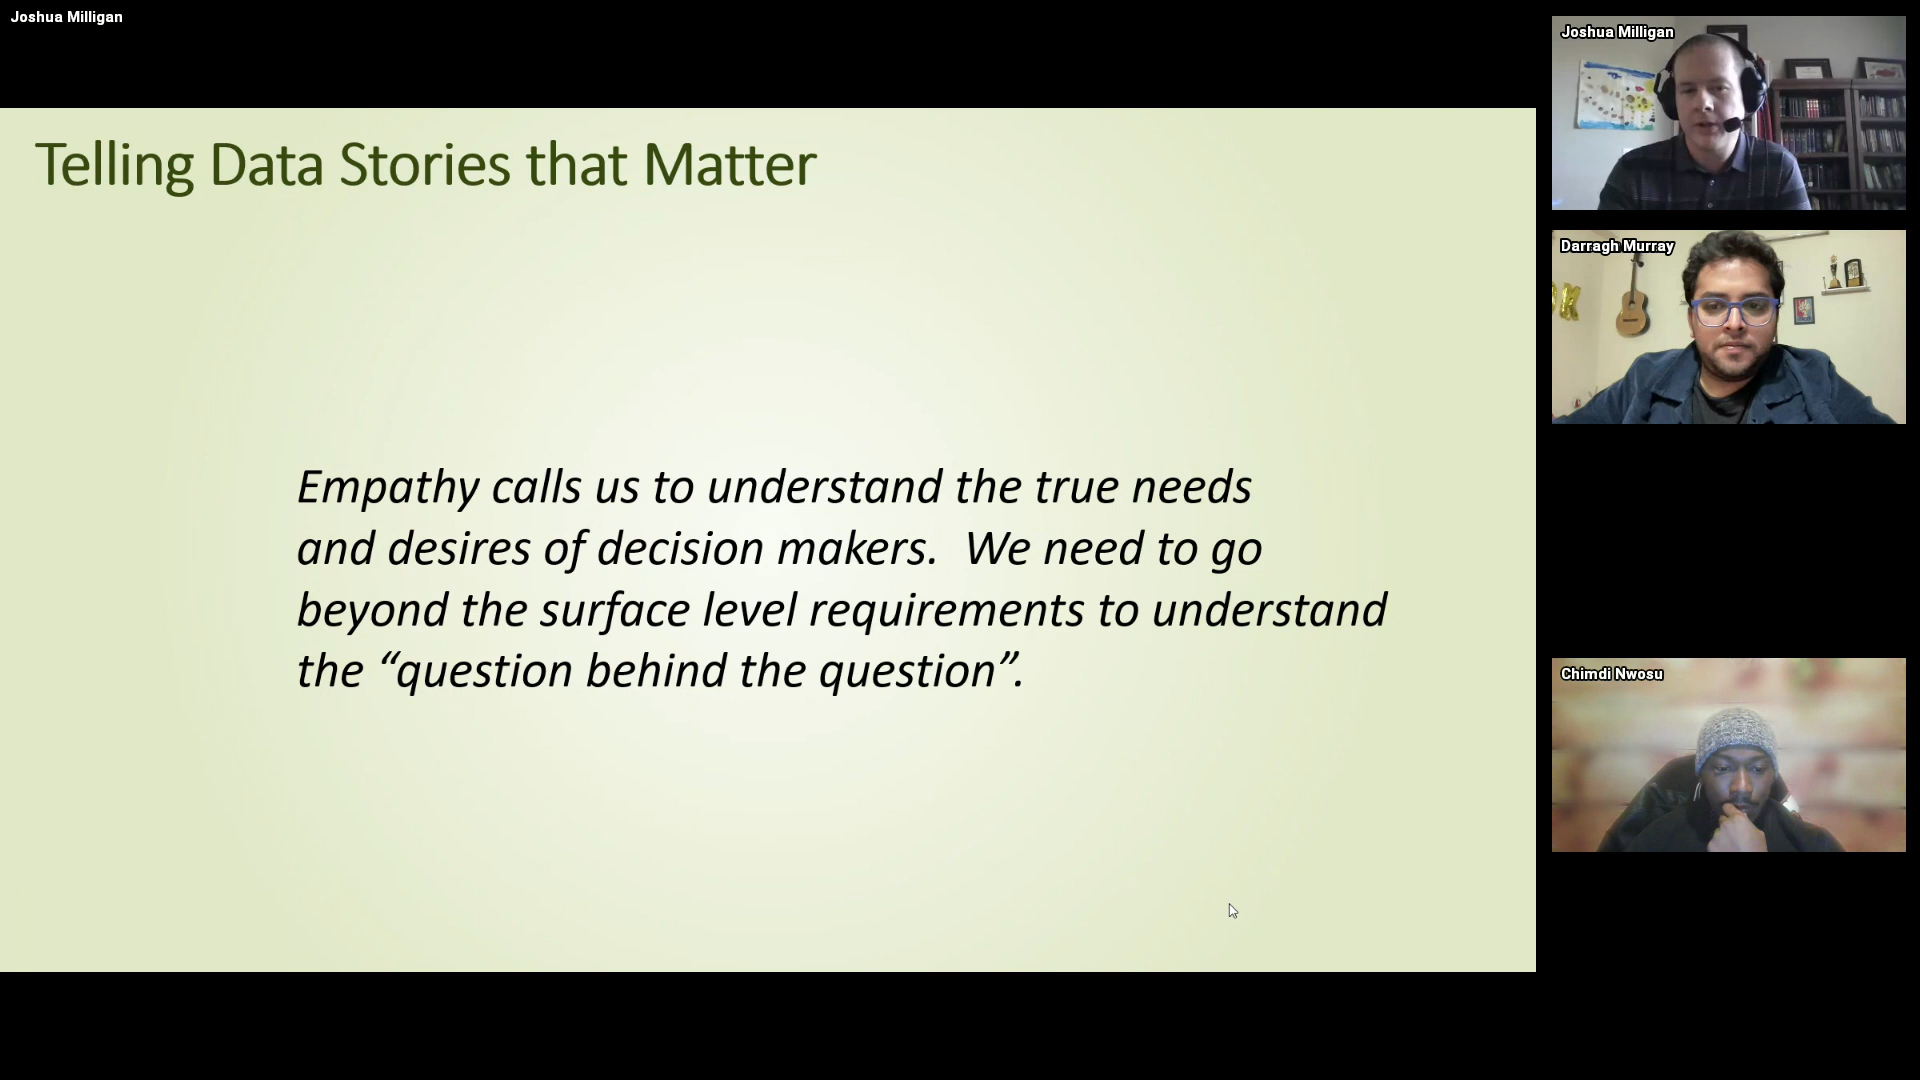 Joshua Milligan
Telling Data Stories that Matter
Empathy calls us to understand the true needs
and desires of decision makers.  We need to go
beyond the surface level requirements to understand
the “question behind the question”.
Joshua Milligan
Darragh Murray
Chimdi Nwosu